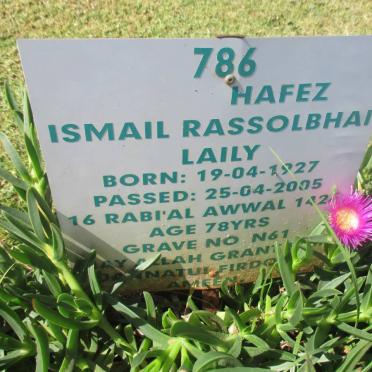 786
HAFEZ
ISMAIL RASSOLBHAI
LAILY
BORN: 19-04-1927
PASSED: 25-04-2005
16 RABI'AL AWWAL
AGE 78YRS
GRAVE NO N61
ALLAH